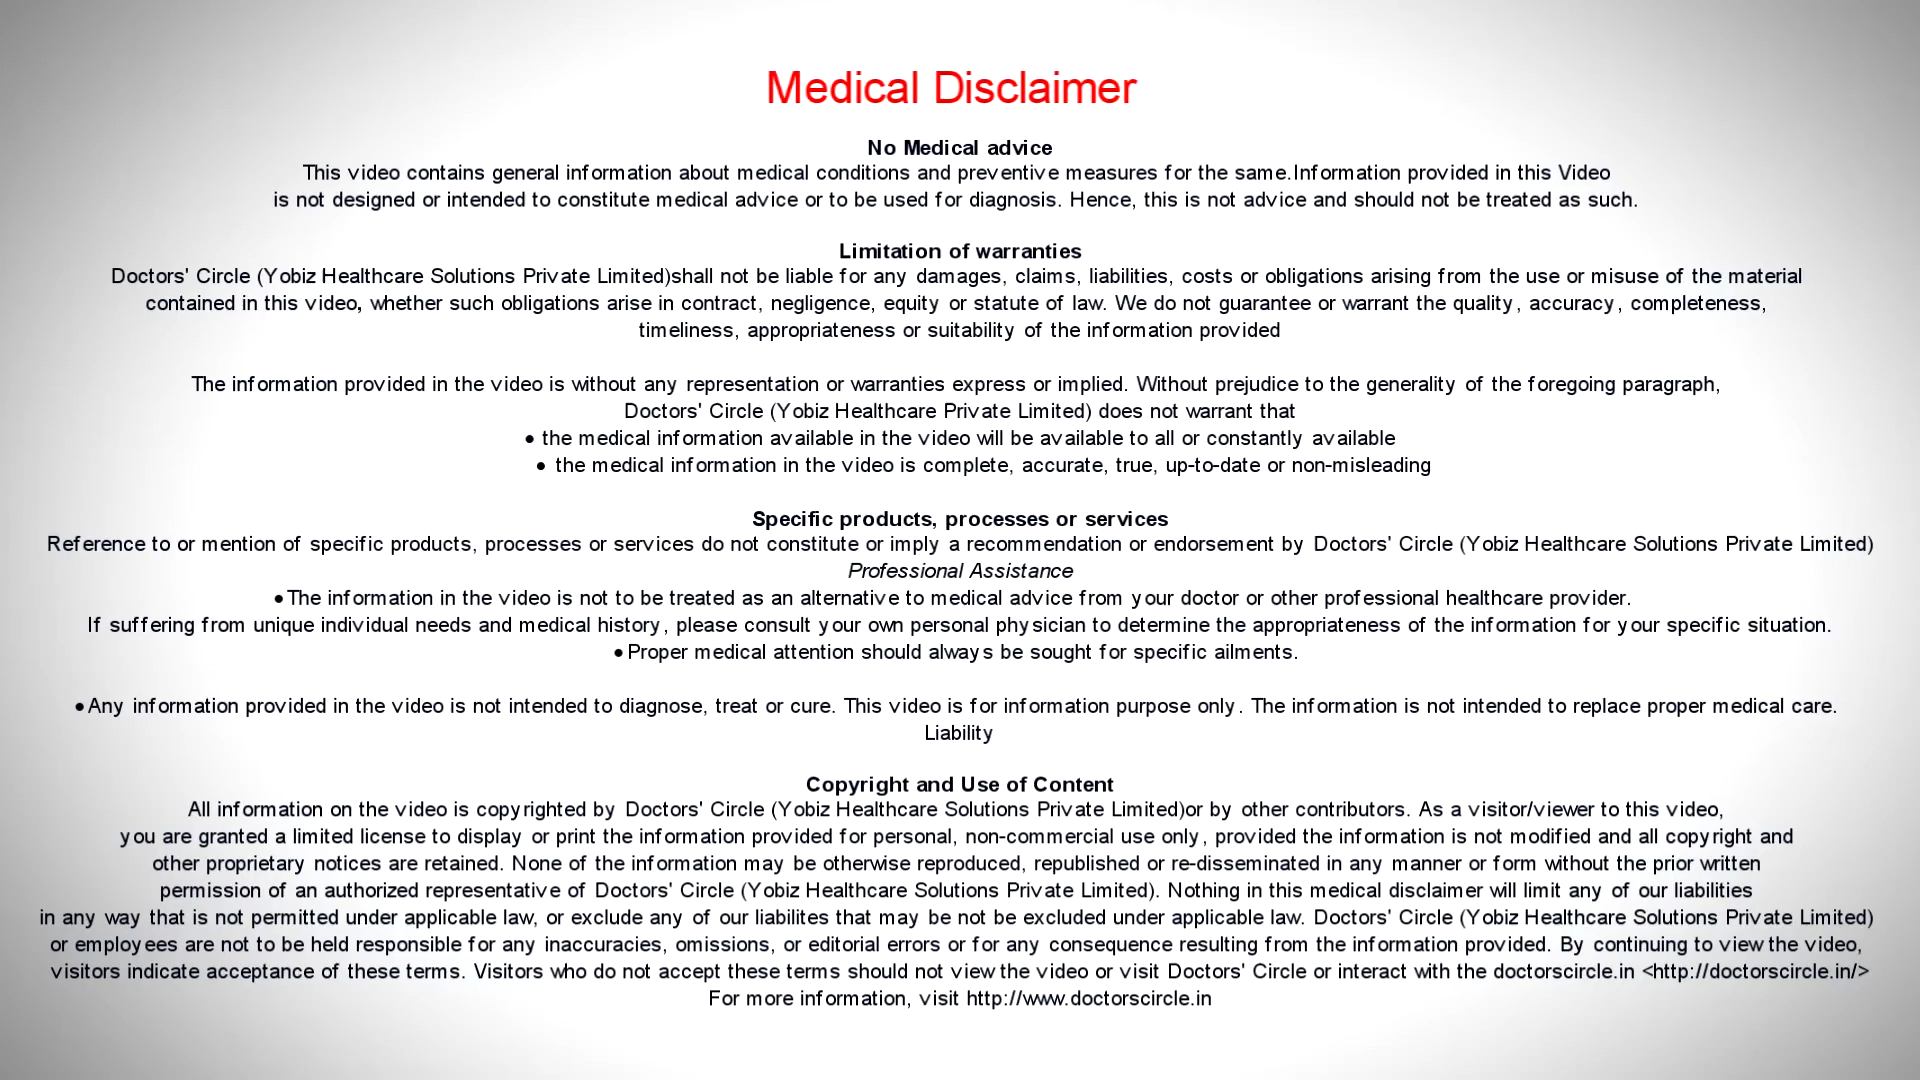 Medical Disclaimer
No Medical advice
This video contains general information about medical conditions and preventive measures for the same.Information provided in this Video
is not designed or intended to constitute medical advice or to be used for diagnosis. Hence, this is not advice and should not be treated as such.
Limitation of warranties
Doctors' Circle (Yobiz Healthcare Solutions Private Limited)shall not be liable for any damages, claims, liabilities, costs or obligations arising from the use or misuse of the material
contained in this video, whether such obligations arise in contract, negligence, equity or statute of law. We do not guarantee or warrant the quality, accuracy, completeness,
timeliness, appropriateness or suitability of the information provided
The information provided in the video is without any representation or warranties express or implied. Without prejudice to the generality of the foregoing paragraph,
Doctors' Circle (Yobiz Healthcare Private Limited) does not warrant that
• the medical information available in the video will be available to all or constantly available
• the medical information in the video is complete, accurate, true, up-to-date or non-misleading
Specific products, processes or services
Reference to or mention of specific products, processes or services do not constitute or imply a recommendation or endorsement by Doctors' Circle (Yobiz Healthcare Solutions Private Limited)
Professional Assistance
•The information in the video is not to be treated as an alternative to medical advice from your doctor or other professional healthcare provider.
If suffering from unique individual needs and medical history, please consult your own personal physician to determine the appropriateness of the information for your specific situation.
•Proper medical attention should always be sought for specific ailments.
•Any information provided in the video is not intended to diagnose, treat or cure. This video is for information purpose only. The information is not intended to replace proper medical care.
Liability
Copyright and Use of Content
All information on the video is copyrighted by Doctors' Circle (Yobiz Healthcare Solutions Private Limited)or by other contributors. As a visitor/viewer to this video,
you are granted a limited license to display or print the information provided for personal, non-commercial use only, provided the information is not modified and all copyright and
other proprietary notices are retained. None of the information may be otherwise reproduced, republished or re-disseminated in any manner or form without the prior written
permission of an authorized representative of Doctors' Circle (Yobiz Healthcare Solutions Private Limited). Nothing in this medical disclaimer will limit any of our liabilities
in any way that is not permitted under applicable law, or exclude any of our liabilites that may be not be excluded under applicable law. Doctors' Circle (Yobiz Healthcare Solutions Private Limited)
or employees are not to be held responsible for any inaccuracies, omissions, or editorial errors or for any consequence resulting from the information provided. By continuing to view the video,
visitors indicate acceptance of these terms. Visitors who do not accept these terms should not view the video or visit Doctors' Circle or interact with the doctorscircle.in <http://doctorscircle.in/>
For more information, visit http://www.doctorscircle.in